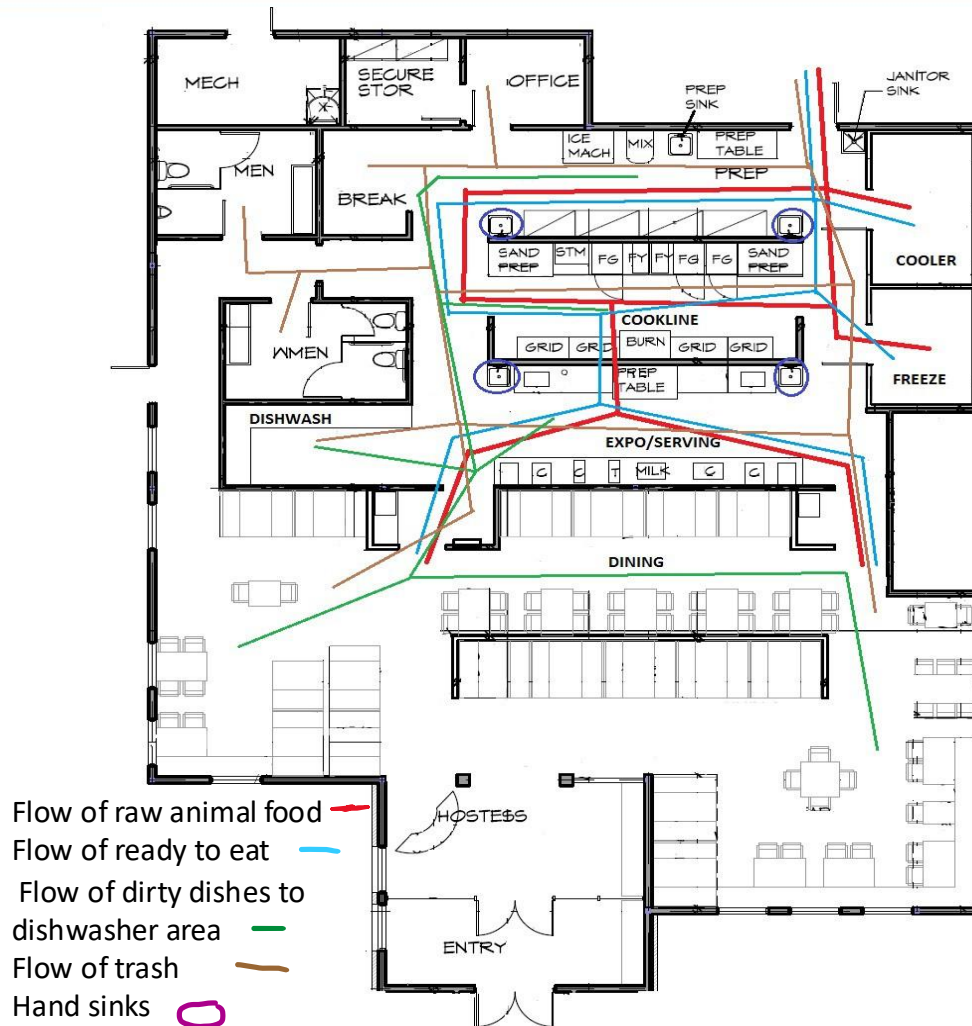 MECH
SECURE
STOR
OFFICE
PREP
SINK
JANITOR
SINK
ICE
MACH
MIX
PREP
TABLE
PREP
MEN
BREAK
SAND
PREP
STM
FG
FY
FY
FG
FG
SAND
PREP
COOLER
COOKLINE
GRID
GRID
BURN
GRID
GRID
WMEN
PREP
TABLE
FREEZE
DISHWASH
EXPO/SERVING
C
C
T
MILK
C
C
DINING
Flow of raw animal food
HOSTESS
Flow of ready to eat
Flow of dirty dishes to
dishwasher area
ENTRY
Flow of trash
Hand sinks